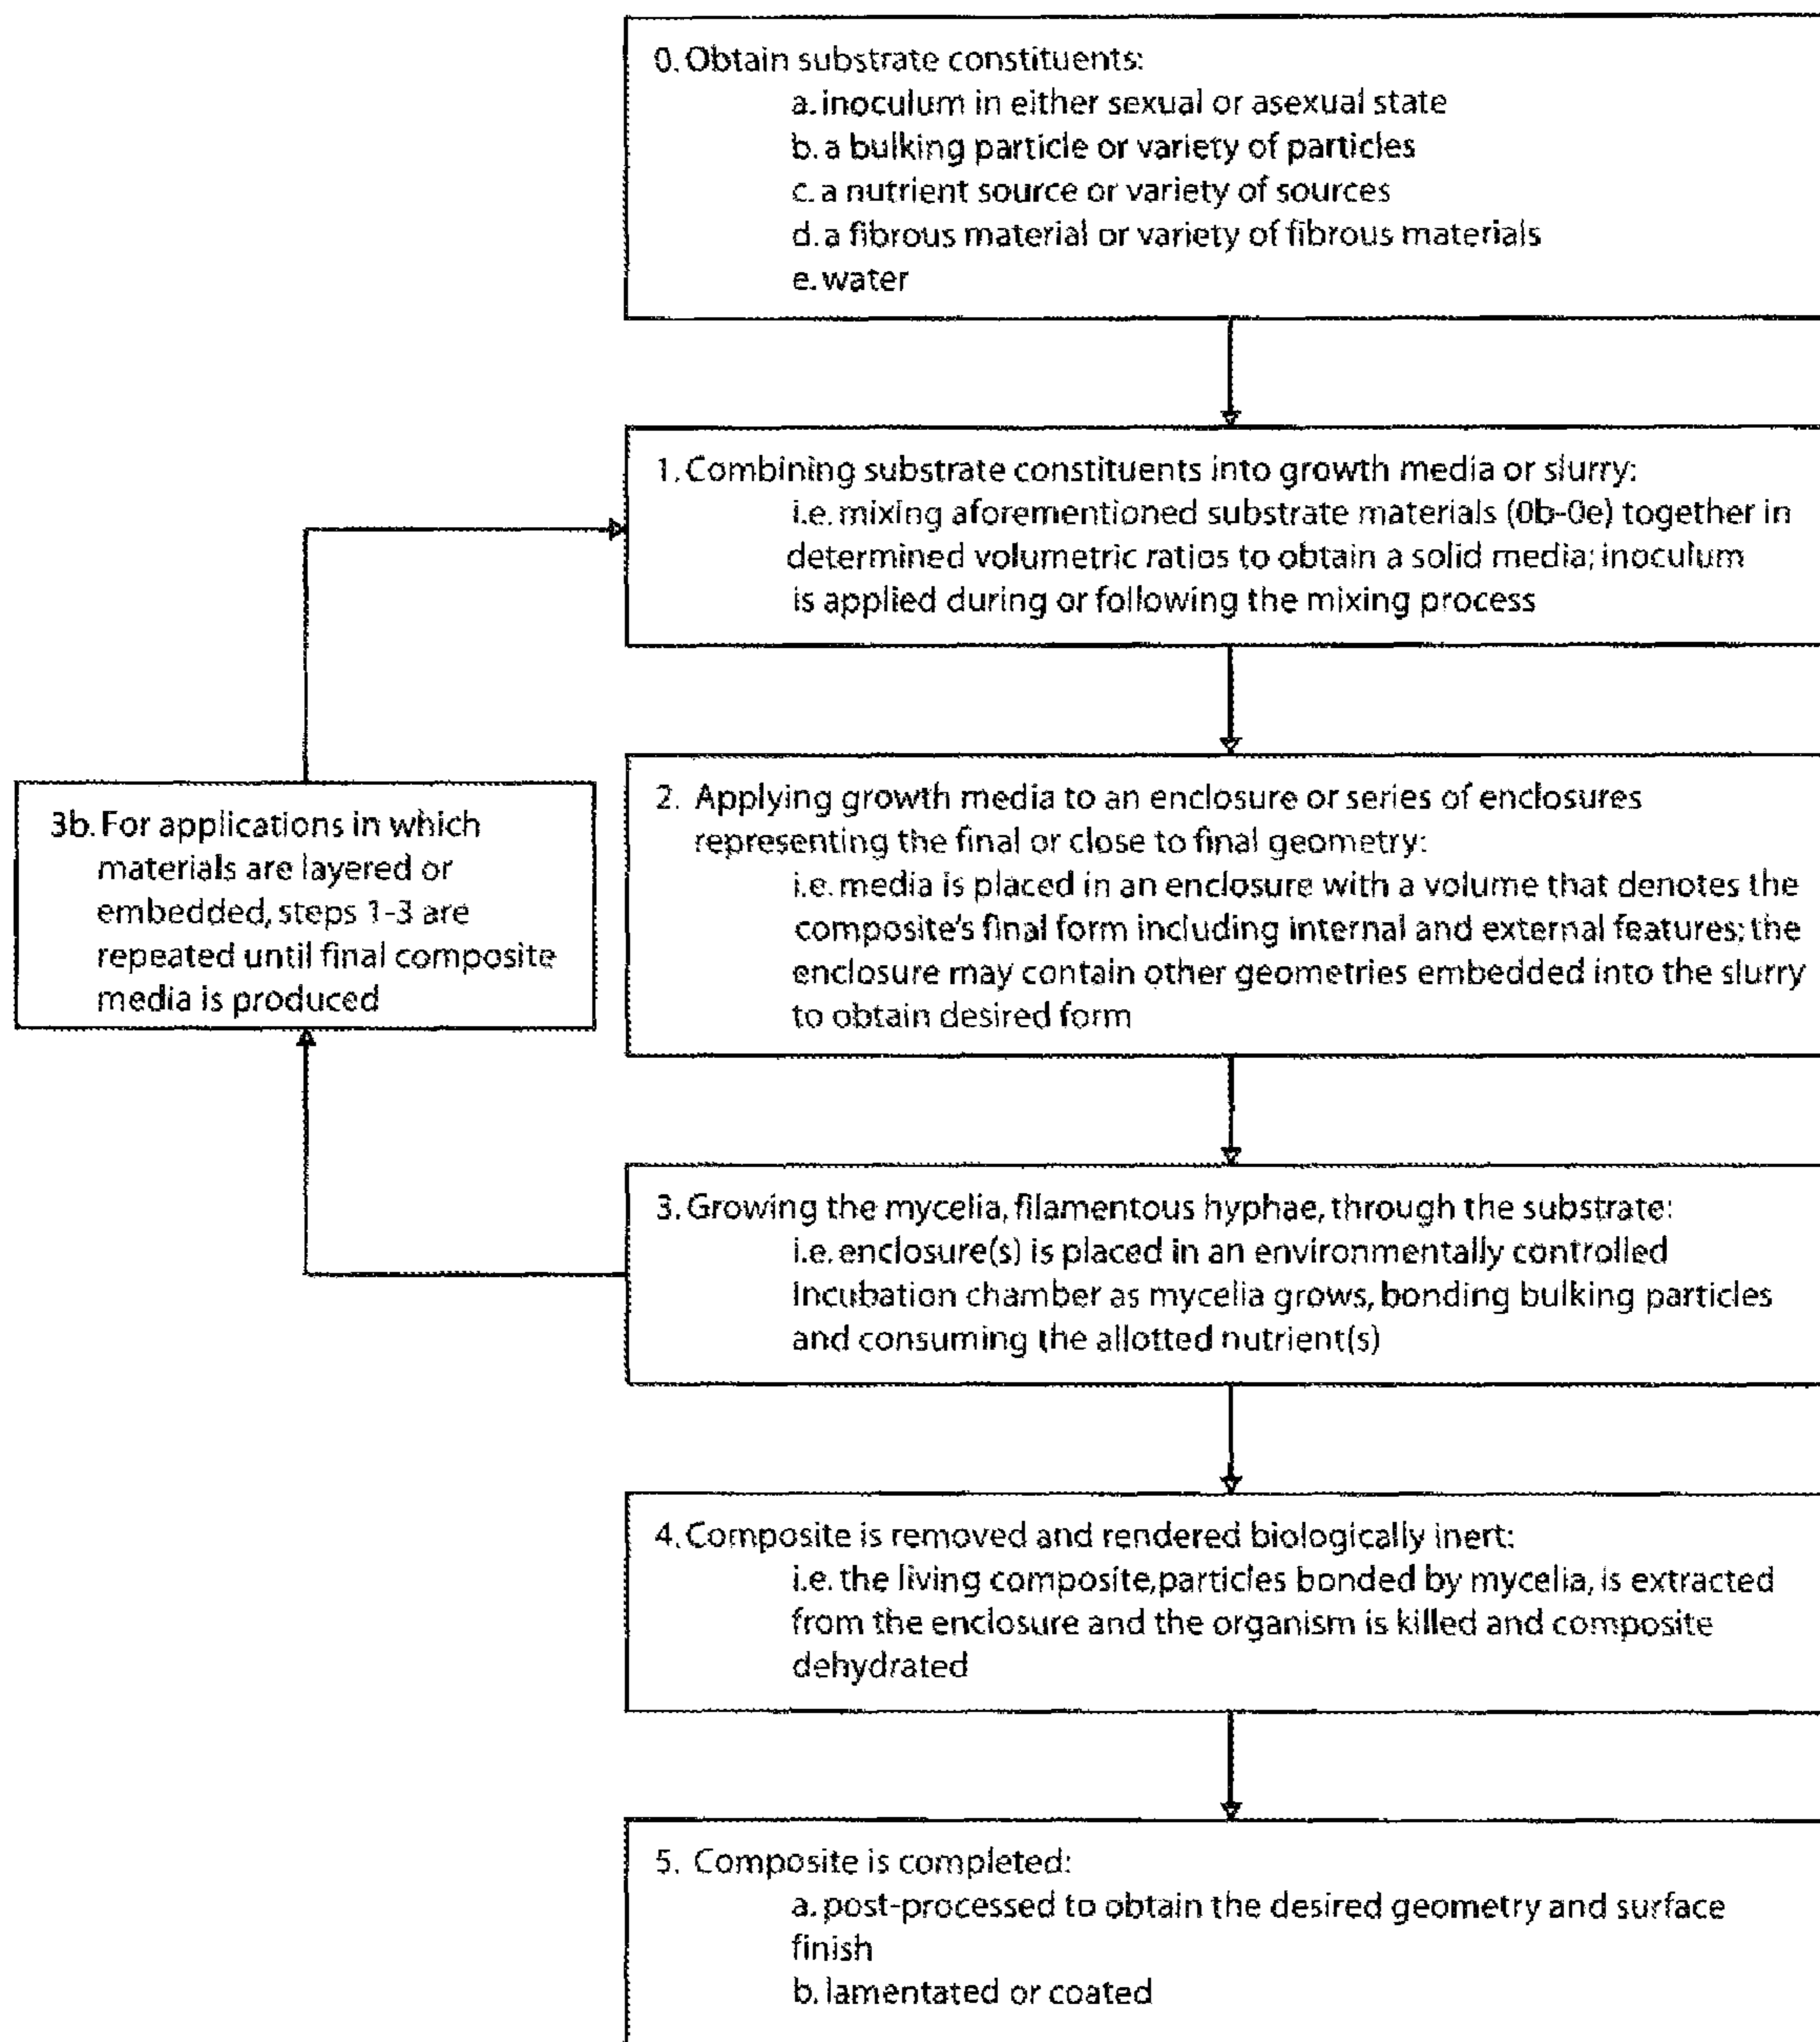 0. Obtain substrate constituents:
a. inoculum in either sexual or asexual state
b. a bulking particle or variety of particles
c. a nutrient source or variety of sources
d. a fibrous material or variety of fibrous materials
e. water
1. Combining substrate constituents into growth media or slurry:
i.e. mixing aforementioned substrate materials (0b-0e) together in
determined volumetric ratios to obtain a solid media; inoculum
is applied during or following the mixing process
2. Applying growth media to an enclosure or series of enclosures
representing the final or close to final geometry:
i.e. media is placed in an enclosure with a volume that denotes the
composite's final form including internal and external features; the
enclosure may contain other geometries embedded into the slurry
to obtain desired form
3b. For applications in which
materials are layered or
embedded, steps 1-3 are
repeated until final composite
media is produced
3. Growing the mycelia, filamentous hyphae, through the substrate:
i.e. enclosure(s) is placed in an environmentally controlled
Incubation chamber as mycelia grows, bonding bulking particles
and consuming the allotted nutrient(s)
4. Composite is removed and rendered biologically inert:
i.e. the living composite, particles bonded by mycelia, is extracted
from the enclosure and the organism is killed and composite
dehydrated
5. Composite is completed:
a. post-processed to obtain the desired geometry and surface
finish
b. lamentated or coated